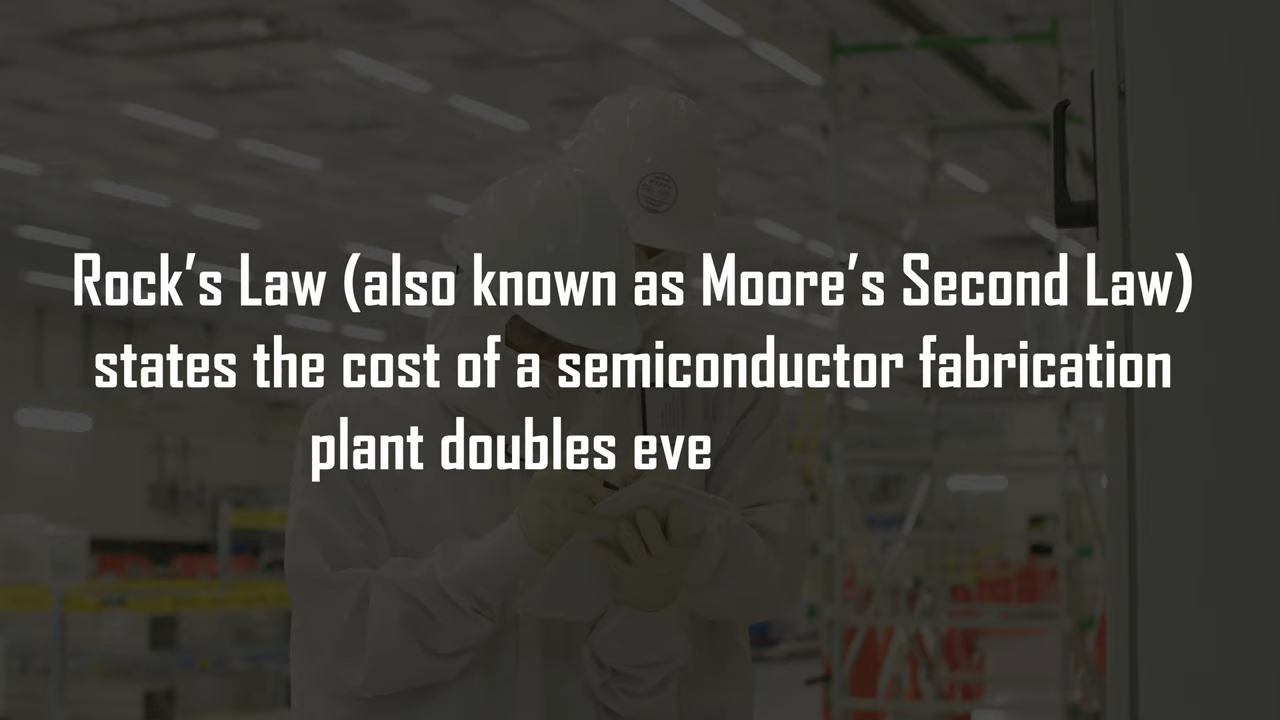 Rock’s Law (also known as Moore’s Second Law)
states the cost of a semiconductor fabrication
plant doubles eve